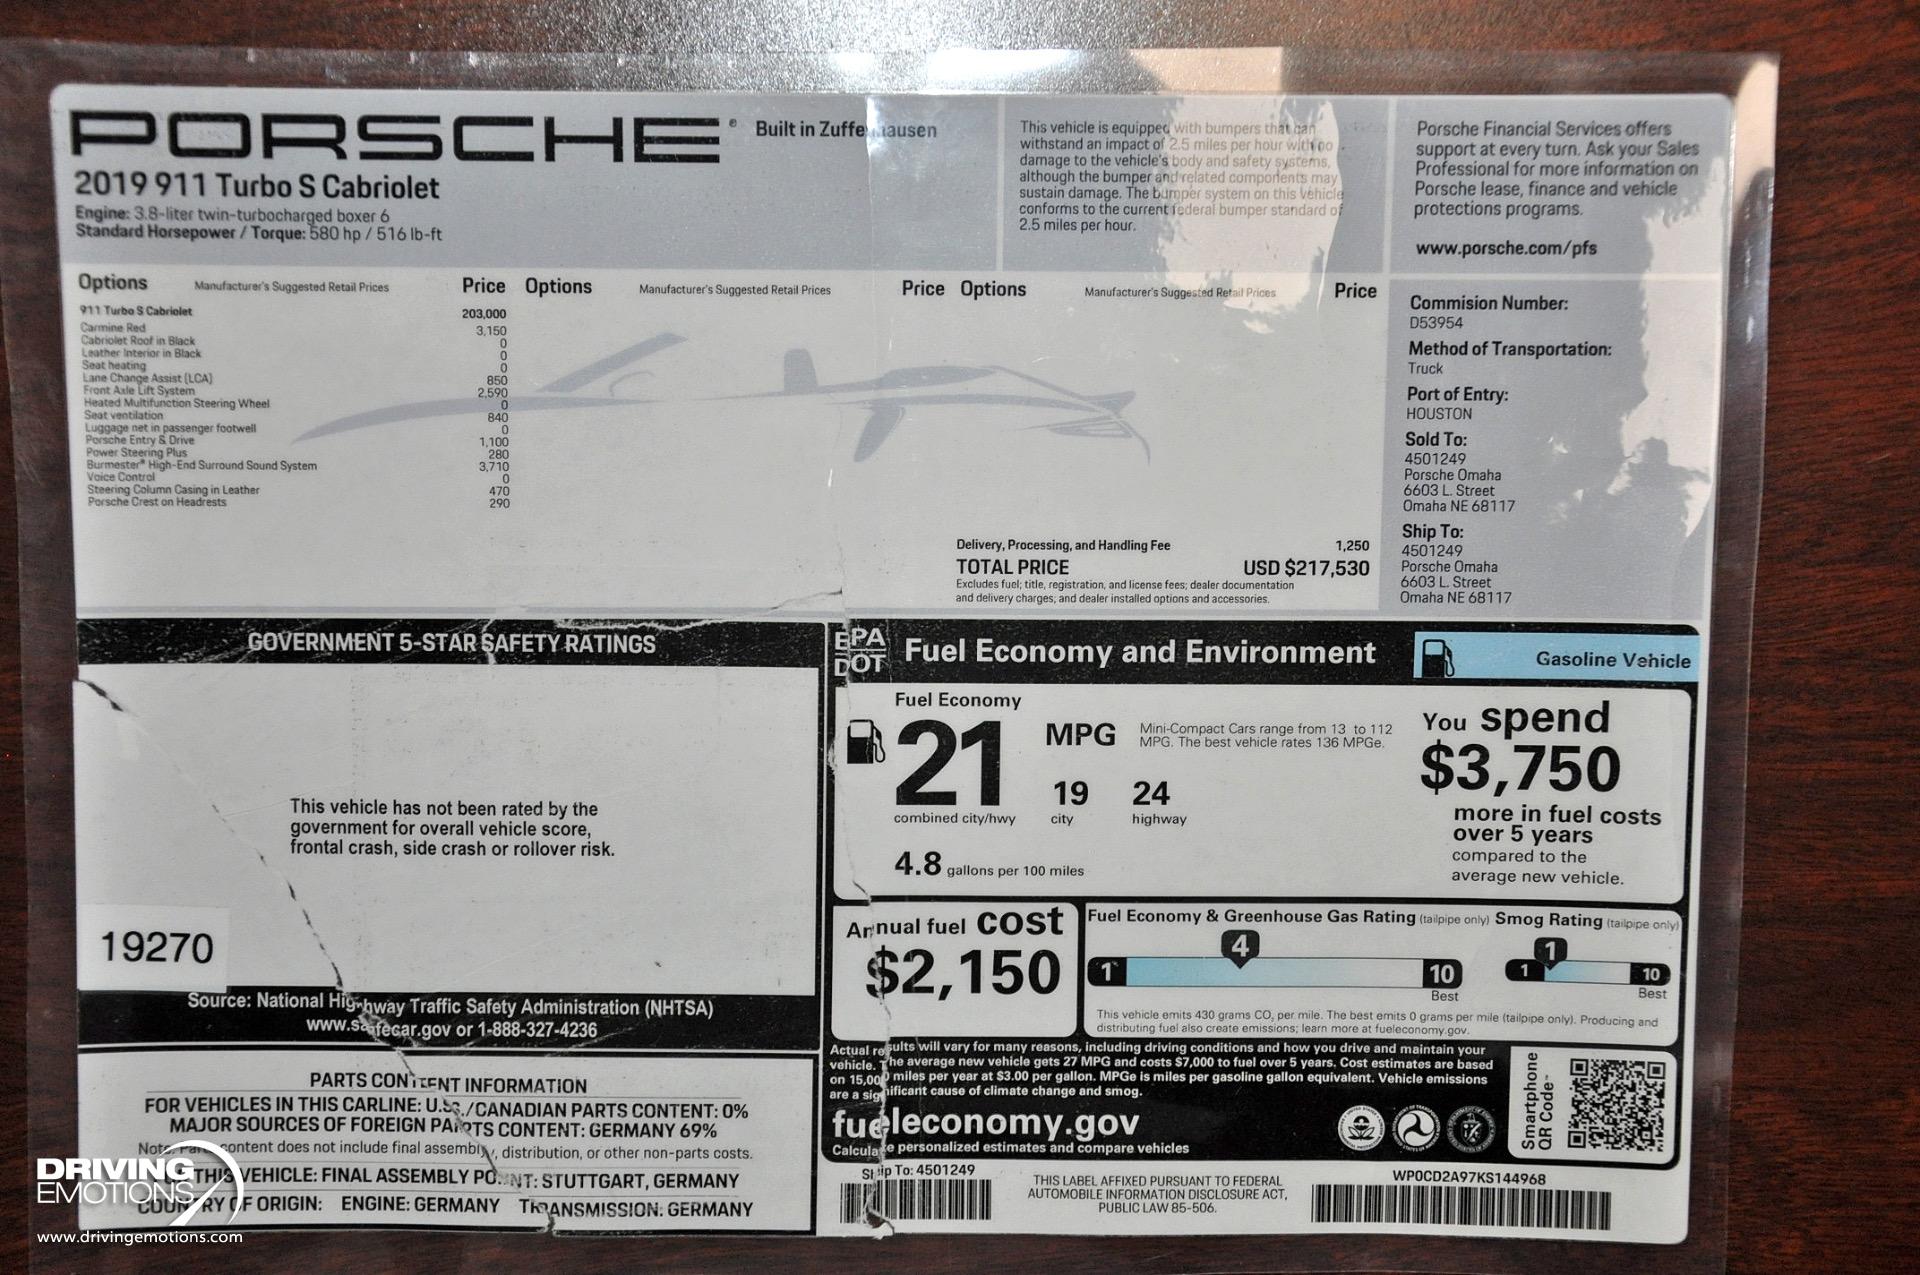 PORSCHE® Built in Zuffenhausen
2019 911 Turbo S Cabriolet
Engine: 3.8-liter twin-turbocharged boxer 6
Standard Horsepower / Torque: 580 hp / 516 lb-ft
This vehicle is equipped with bumpers that can
withstand an impact of 2.5 miles per hour with no
damage to the vehicle's body and safety systems,
although the bumper and related components may
sustain damage. The bumper system on this vehicle
conforms to the current federal bumper standard of
2.5 miles per hour.
Porsche Financial Services offers
support at every turn. Ask your Sales
Professional for more information on
Porsche lease, finance and vehicle
protections programs.
www.porsche.com/pfs
Options Manufacturer's Suggested Retail Prices Price Options Manufacturer's Suggested Retail Prices Price Options Manufacturer's Suggested Retail Prices Price
911 Turbo S Cabriolet 203,000
Carmine Red 3,150
Cabriolet Roof in Black 0
Leather Interior in Black 0
Seat heating 0
Lane Change Assist (LCA) 850
Front Axle Lift System 2,590
Heated Multifunction Steering Wheel 0
Seat ventilation 840
Luggage net in passenger footwell 0
Porsche Entry & Drive 1,100
Power Steering Plus 280
Burmester® High-End Surround Sound System 3,710
Voice Control 0
Steering Column Casing in Leather 470
Porsche Crest on Headrests 290
Delivery, Processing, and Handling Fee 1,250
TOTAL PRICE USD $217,530
Excludes fuel; title, registration, and license fees; dealer documentation
and delivery charges; and dealer installed options and accessories.
Commision Number:
D53954
Method of Transportation:
Truck
Port of Entry:
HOUSTON
Sold To:
4501249
Porsche Omaha
6603 L. Street
Omaha NE 68117
Ship To:
4501249
Porsche Omaha
6603 L. Street
Omaha NE 68117
GOVERNMENT 5-STAR SAFETY RATINGS
This vehicle has not been rated by the
government for overall vehicle score,
frontal crash, side crash or rollover risk.
19270
Source: National Highway Traffic Safety Administration (NHTSA)
www.safecar.gov or 1-888-327-4236
PARTS CONTENT INFORMATION
FOR VEHICLES IN THIS CARLINE: U.S./CANADIAN PARTS CONTENT: 0%
MAJOR SOURCES OF FOREIGN PARTS CONTENT: GERMANY 69%
Note: Parts content does not include final assembly, distribution, or other non-parts costs.
THIS VEHICLE: FINAL ASSEMBLY POINT: STUTTGART, GERMANY
COUNTRY OF ORIGIN: ENGINE: GERMANY TRANSMISSION: GERMANY
EPA
DOT
Fuel Economy and Environment
Gasoline Vehicle
Fuel Economy
21 MPG
combined city/hwy
19
city
24
highway
Mini-Compact Cars range from 13 to 112
MPG. The best vehicle rates 136 MPGe.
4.8 gallons per 100 miles
You spend
$3,750
more in fuel costs
over 5 years
compared to the
average new vehicle.
Annual fuel cost
$2,150
Fuel Economy & Greenhouse Gas Rating (tailpipe only)
4
1 10
Best
Smog Rating (tailpipe only)
1
1 10
Best
This vehicle emits 430 grams CO2 per mile. The best emits 0 grams per mile (tailpipe only). Producing and
distributing fuel also create emissions; learn more at fueleconomy.gov.
Actual results will vary for many reasons, including driving conditions and how you drive and maintain your
vehicle. The average new vehicle gets 27 MPG and costs $7,000 to fuel over 5 years. Cost estimates are based
on 15,000 miles per year at $3.00 per gallon. MPGe is miles per gasoline gallon equivalent. Vehicle emissions
are a significant cause of climate change and smog.
fueleconomy.gov
Calculate personalized estimates and compare vehicles
Smartphone
QR Code™
Ship To: 4501249
THIS LABEL AFFIXED PURSUANT TO FEDERAL
AUTOMOBILE INFORMATION DISCLOSURE ACT,
PUBLIC LAW 85-506.
WP0CD2A97KS144968
DRIVING
EMOTIONS
www.drivingemotions.com